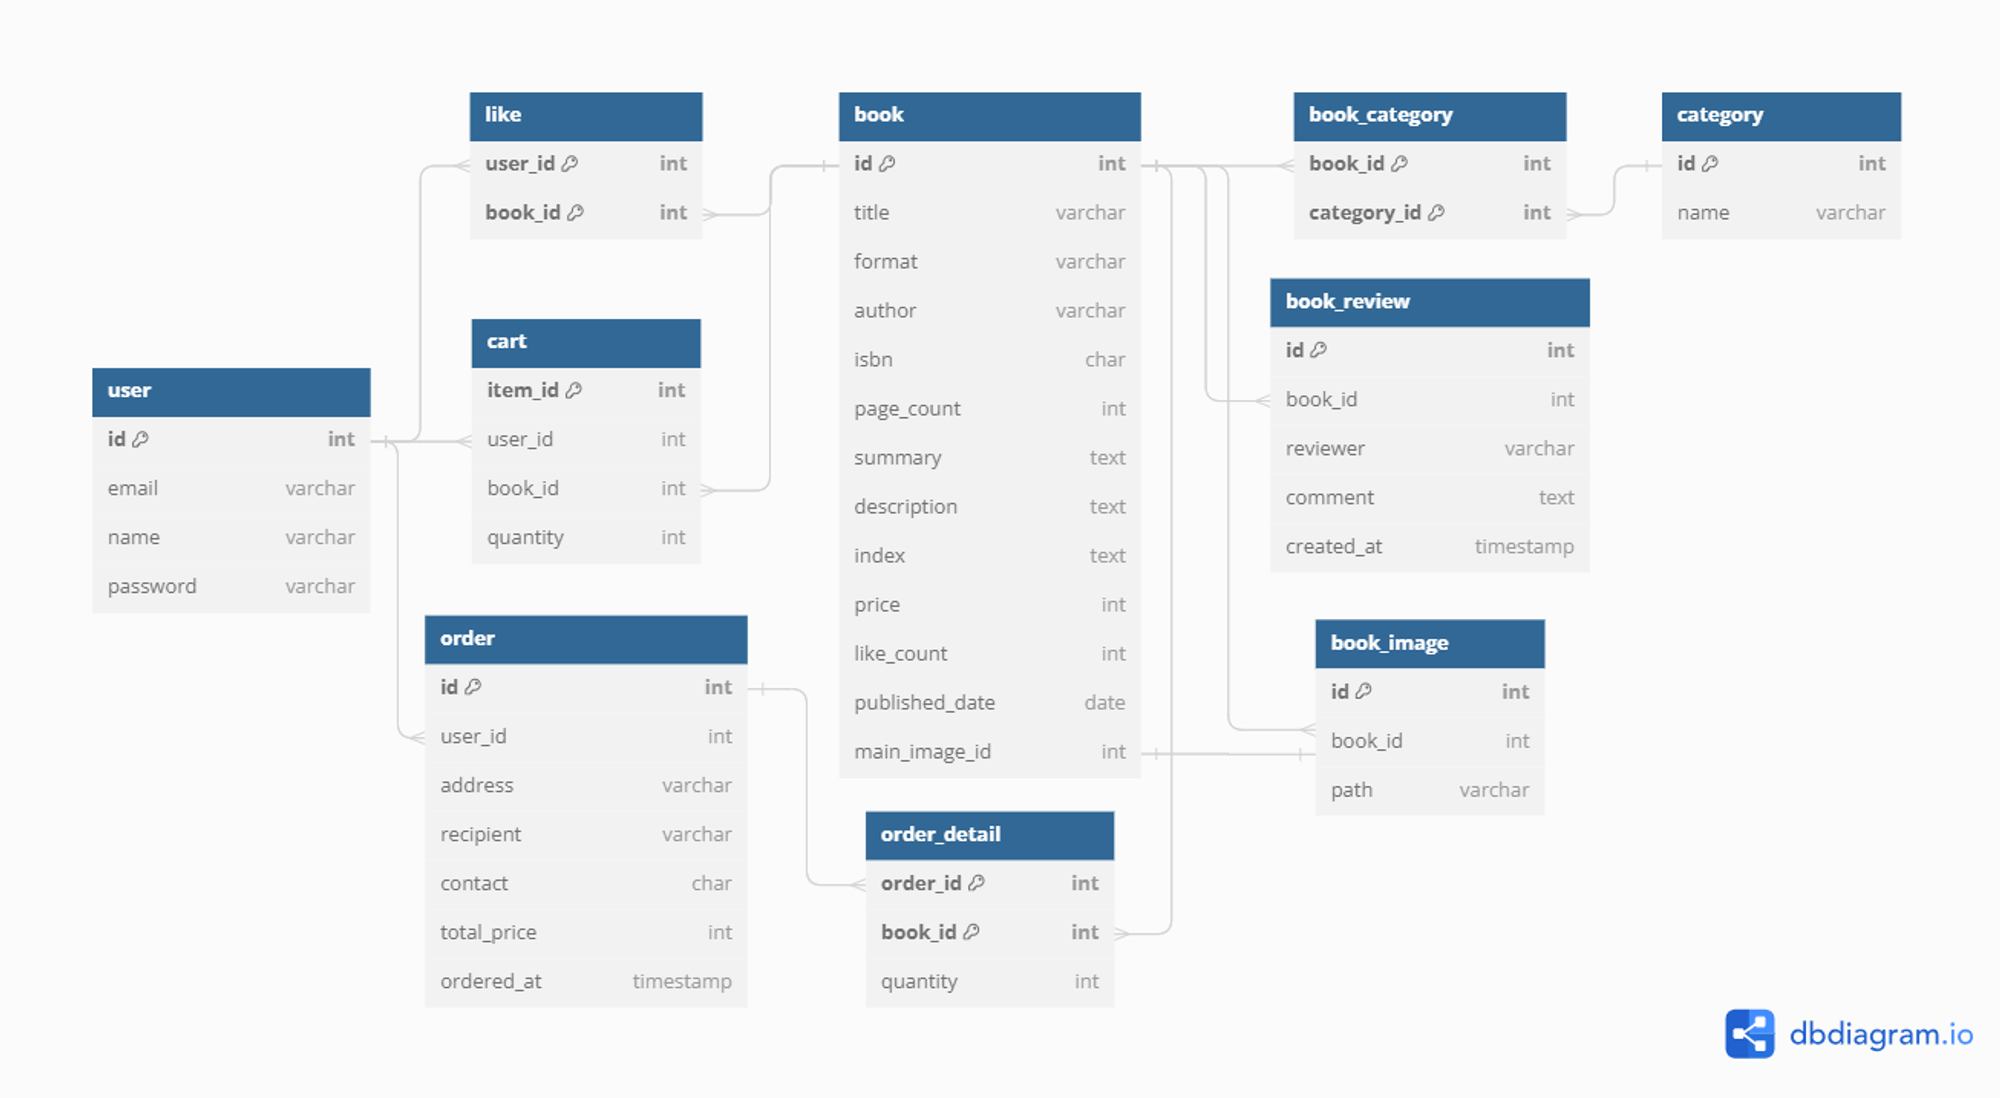 like
user_id int
book_id int
book
id int
title varchar
format varchar
author varchar
isbn char
page_count int
summary text
description text
index text
price int
like_count int
published_date date
main_image_id int
book_category
book_id int
category_id int
category
id int
name varchar
book_review
id int
book_id int
reviewer varchar
comment text
created_at timestamp
cart
item_id int
user_id int
book_id int
quantity int
user
id int
email varchar
name varchar
password varchar
order
id int
user_id int
address varchar
recipient varchar
contact char
total_price int
ordered_at timestamp
book_image
id int
book_id int
path varchar
order_detail
order_id int
book_id int
quantity int
dbdiagram.io